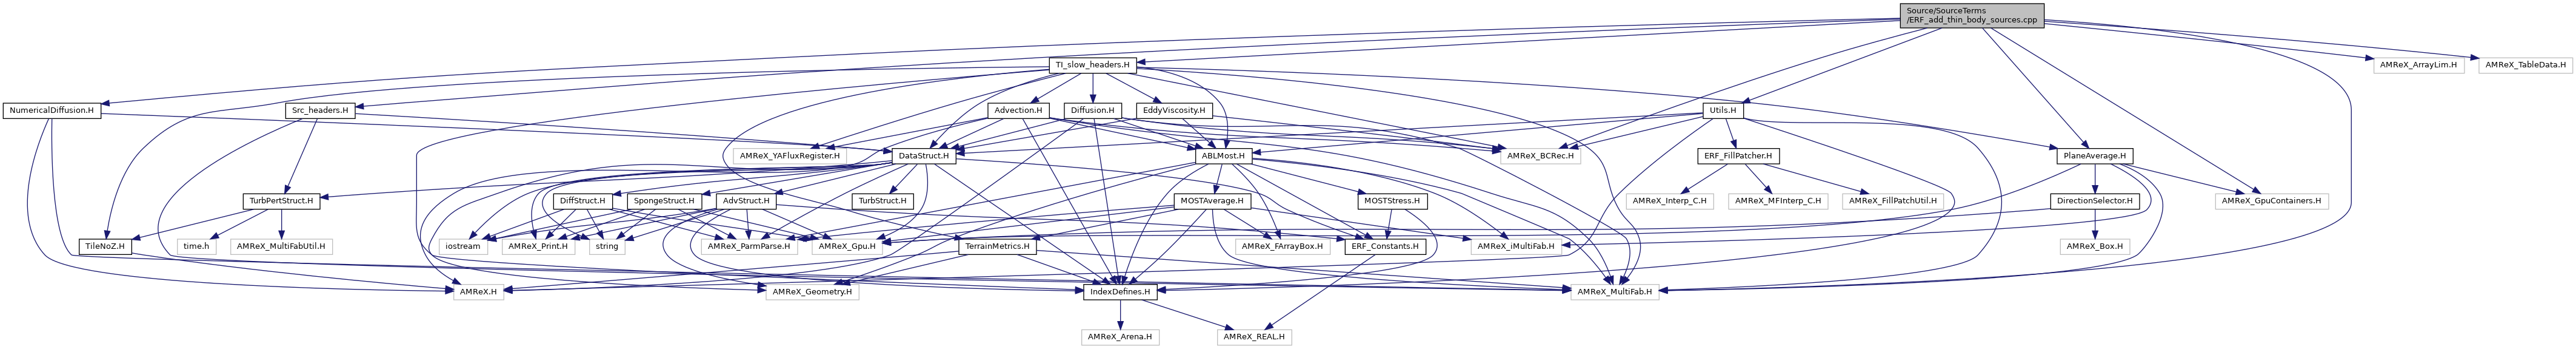 Source/SourceTerms
/ERF_add_thin_body_sources.cpp
TI_slow_headers.H
AMReX_ArrayLim.H
AMReX_TableData.H
NumericalDiffusion.H
Src_headers.H
Advection.H
Diffusion.H
EddyViscosity.H
Utils.H
AMReX_YAFluxRegister.H
DataStruct.H
ABLMost.H
AMReX_BCRec.H
ERF_FillPatcher.H
PlaneAverage.H
TurbPertStruct.H
DiffStruct.H
SpongeStruct.H
AdvStruct.H
TurbStruct.H
MOSTAverage.H
MOSTStress.H
AMReX_Interp_C.H
AMReX_MFInterp_C.H
AMReX_FillPatchUtil.H
DirectionSelector.H
AMReX_GpuContainers.H
TileNoZ.H
time.h
AMReX_MultiFabUtil.H
iostream
AMReX_Print.H
string
AMReX_ParmParse.H
AMReX_Gpu.H
TerrainMetrics.H
AMReX_FArrayBox.H
ERF_Constants.H
AMReX_iMultiFab.H
AMReX_Box.H
AMReX.H
AMReX_Geometry.H
IndexDefines.H
AMReX_MultiFab.H
AMReX_Arena.H
AMReX_REAL.H